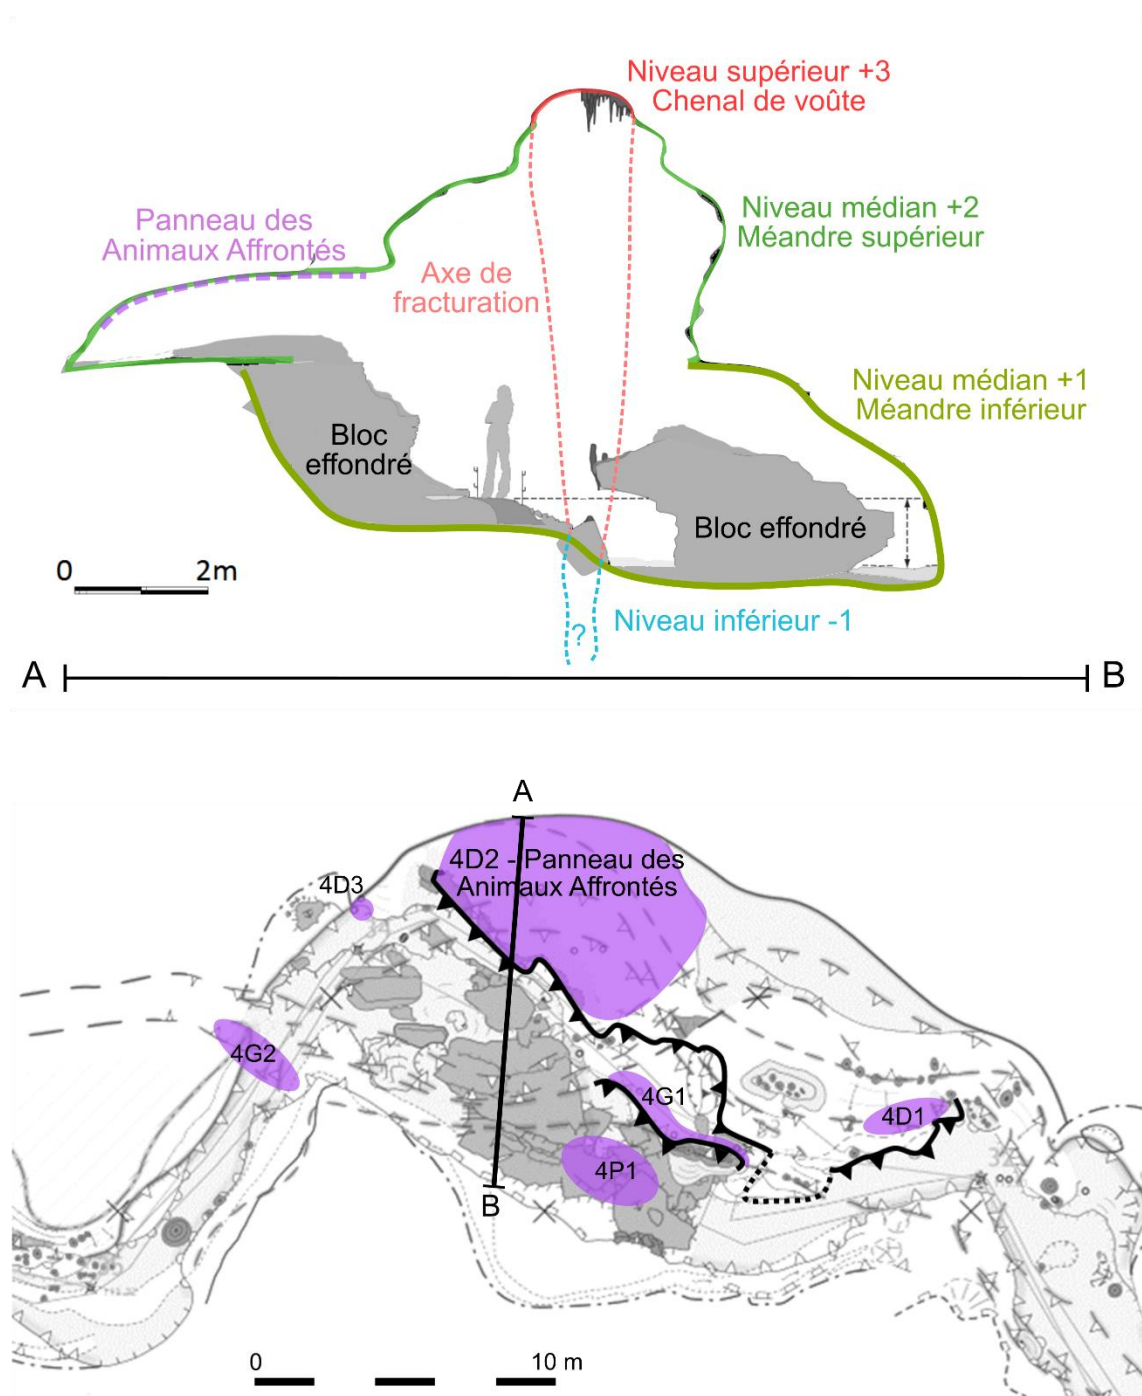 Niveau supérieur +3
Chenal de voûte
Panneau des
Animaux Affrontés
Niveau médian +2
Méandre supérieur
Axe de
fracturation
Niveau médian +1
Méandre inférieur
Bloc
effondré
Bloc effondré
0 2m
?
Niveau inférieur -1
A B
A
4D2 - Panneau des
Animaux Affrontés
4D3
4G2
4G1
4D1
4P1
B
0 10 m